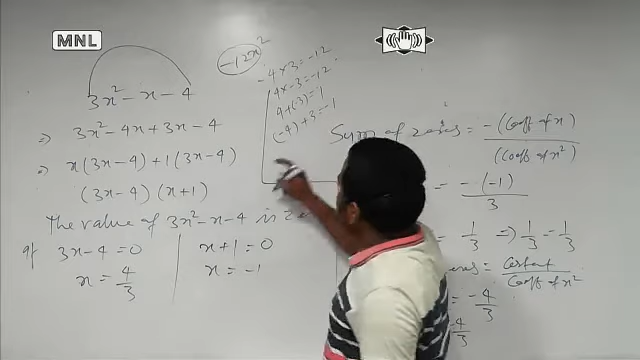 MNL
3x² - x - 4
⇒ 3x² - 4x + 3x - 4
⇒ x(3x-4) + 1(3x-4)
(3x-4)(x+1)
The value of 3x² - x - 4 is
If 3x - 4 = 0
x = 4/3
x + 1 = 0
x = -1
-12x²
-4 × 3 = -12
4 × -3 = -12
4 + (-3) = 1
(-4) + 3 = -1
Sum of zeroes = -(Coeff of x) / (Coeff of x²)
= -(-1) / 3
1/3 ⇒ 1/3 = 1/3
= Constant / Coeff of x²
= -4/3